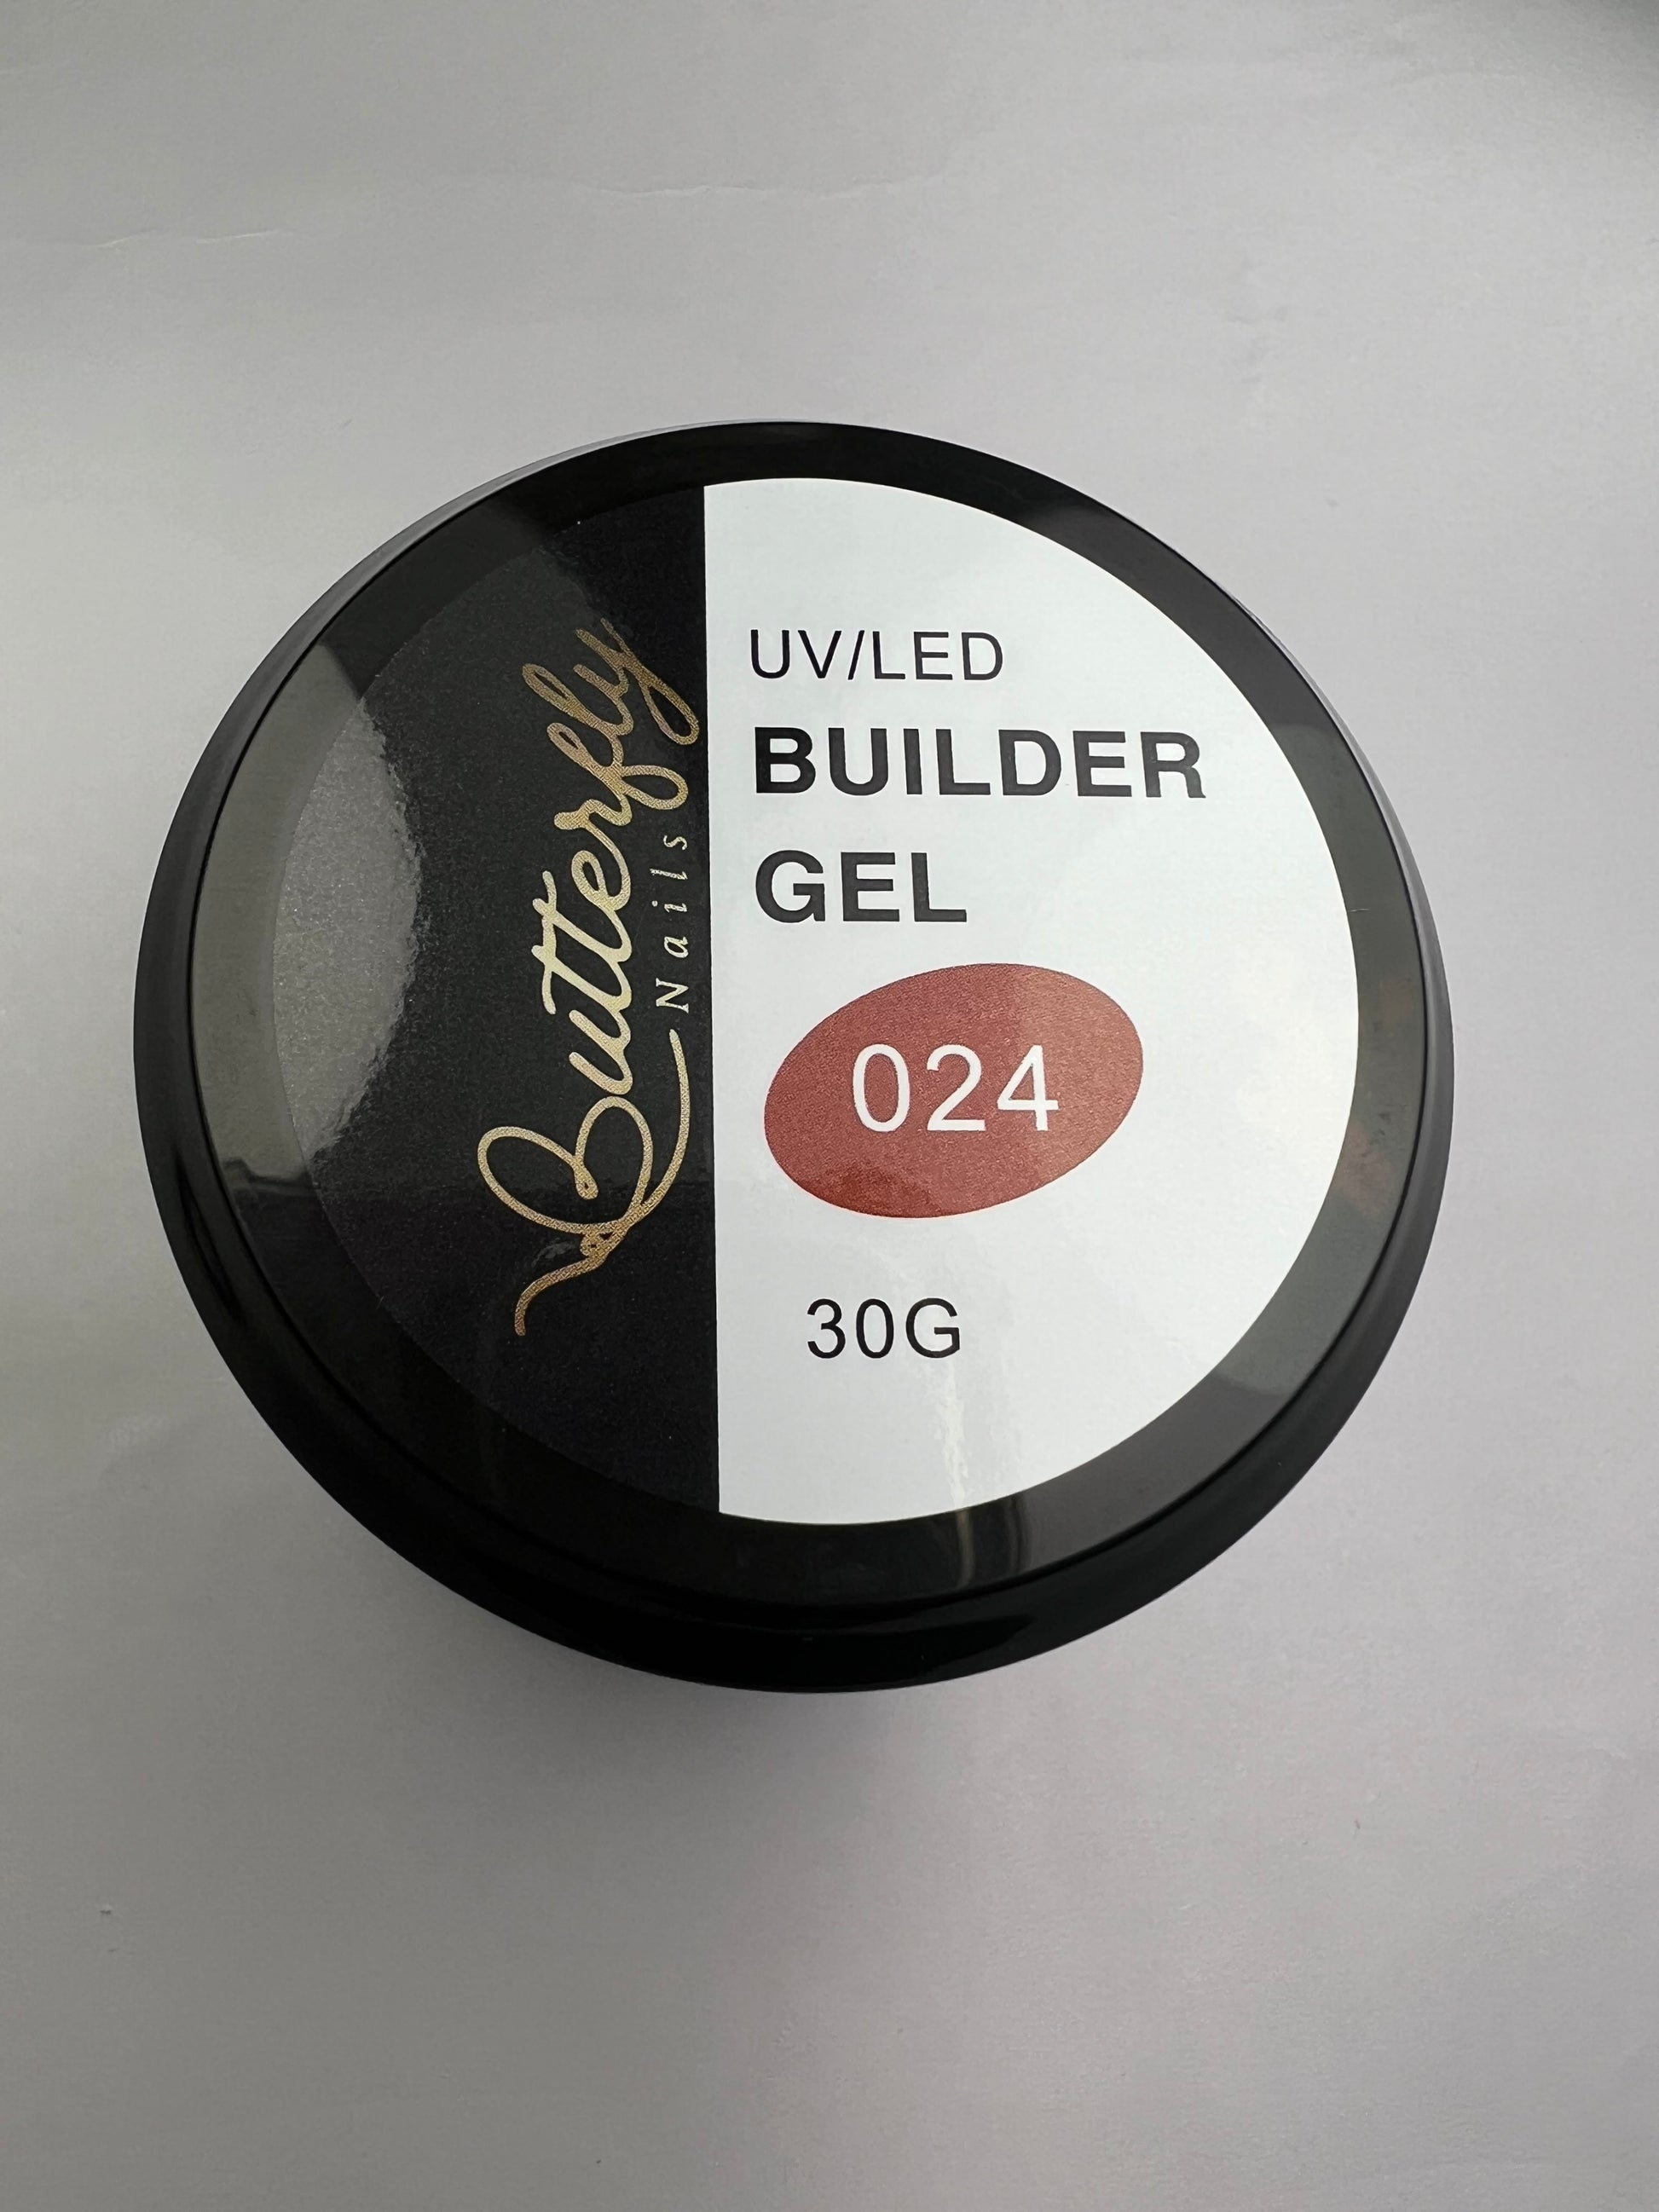 Butterfly
Nails
UV/LED
BUILDER
GEL
024
30G